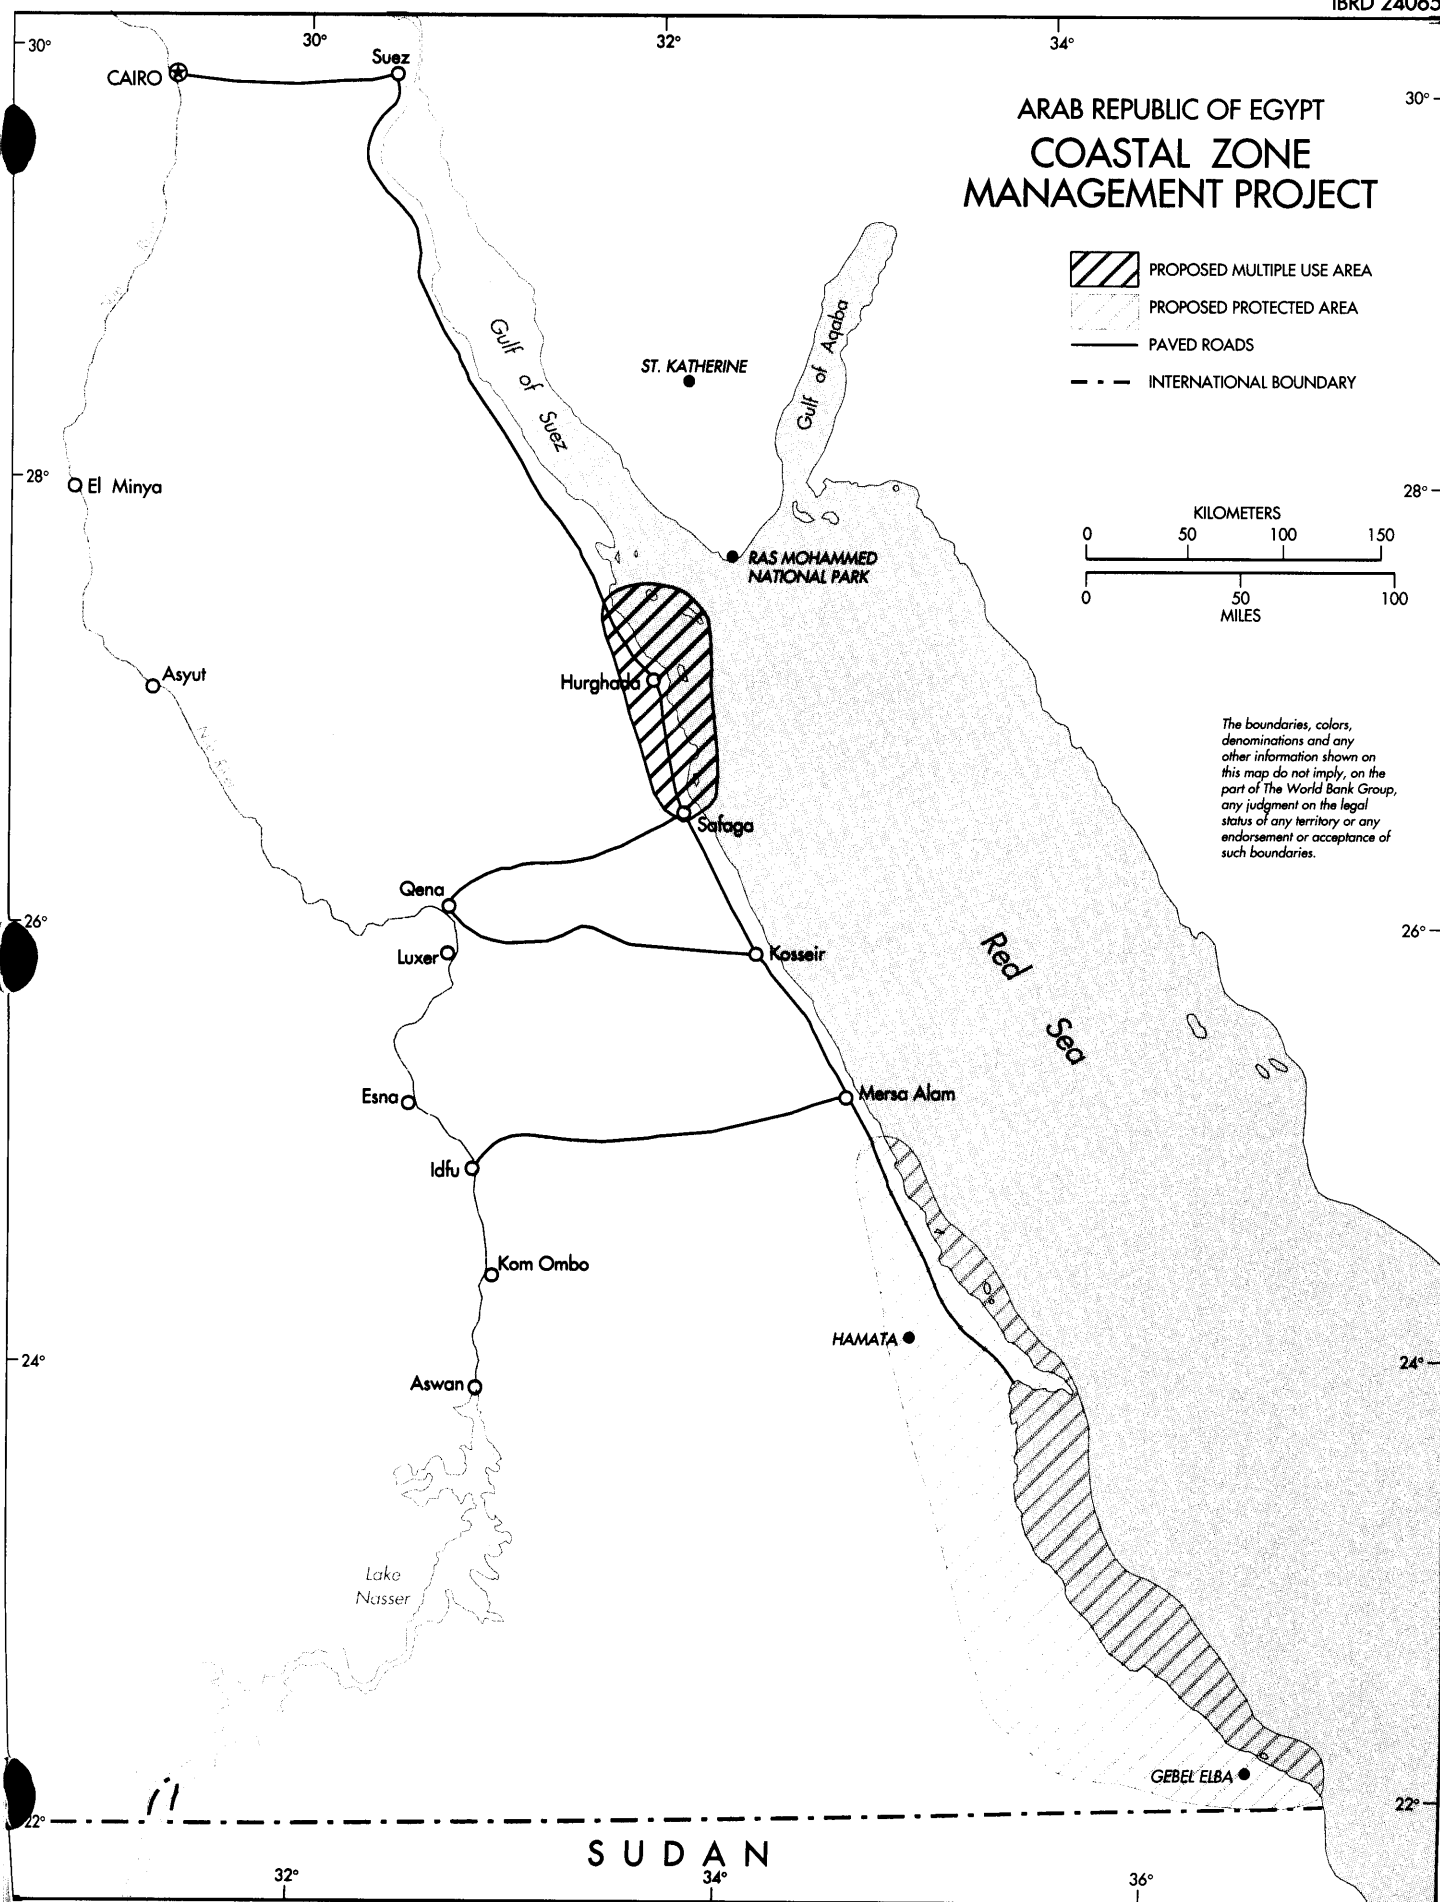 IBRD 24065
30°
32°
34°
30°
30°
CAIRO
Suez
ARAB REPUBLIC OF EGYPT
COASTAL ZONE
MANAGEMENT PROJECT
PROPOSED MULTIPLE USE AREA
PROPOSED PROTECTED AREA
PAVED ROADS
INTERNATIONAL BOUNDARY
Gulf of Suez
Gulf of Aqaba
ST. KATHERINE
28°
28°
El Minya
KILOMETERS
0 50 100 150
0 50 100
MILES
RAS MOHAMMED
NATIONAL PARK
Asyut
Hurghada
The boundaries, colors,
denominations and any
other information shown on
this map do not imply, on the
part of The World Bank Group,
any judgment on the legal
status of any territory or any
endorsement or acceptance of
such boundaries.
Safaga
Qena
26°
26°
Luxer
Kosseir
Red Sea
Esna
Mersa Alam
Idfu
Kom Ombo
HAMATA
24°
24°
Aswan
Lake
Nasser
GEBEL ELBA
22°
22°
SUDAN
32°
34°
36°